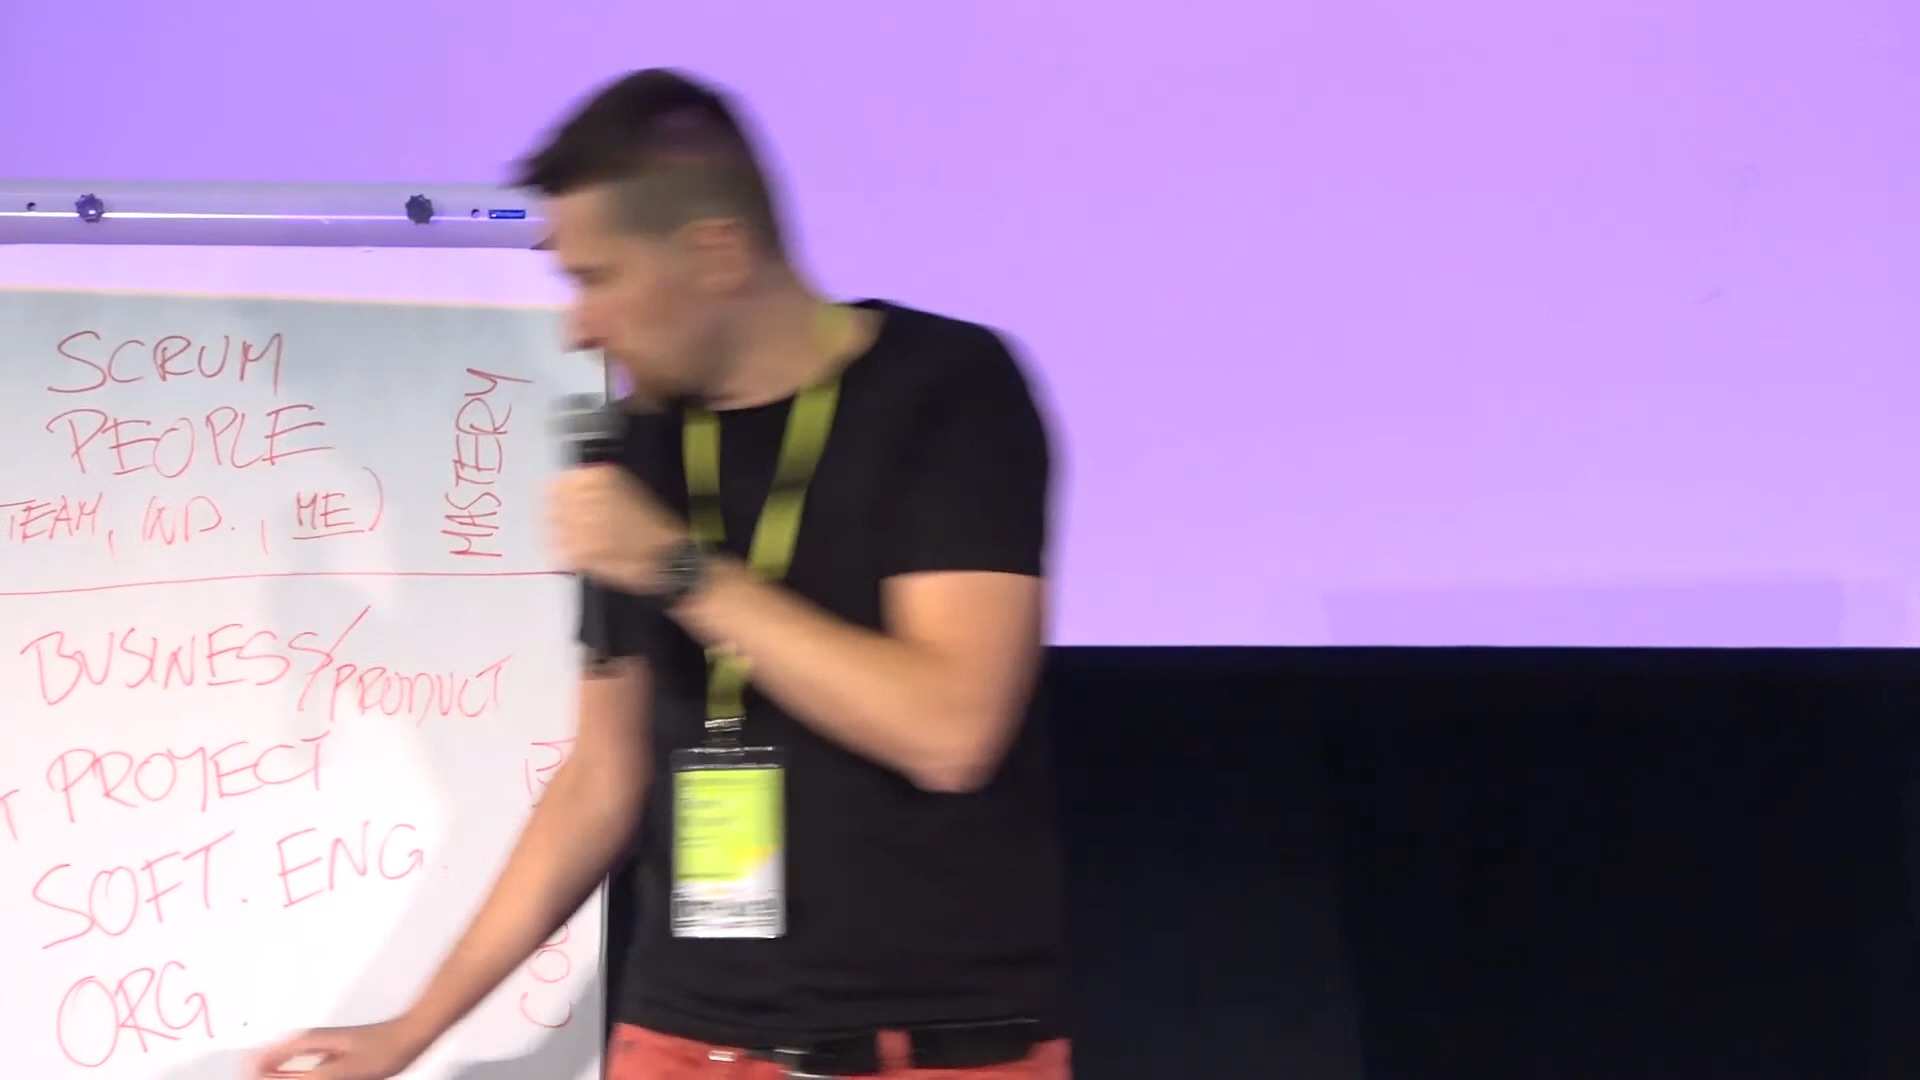 SCRUM
PEOPLE
TEAM, IND., ME)
MASTERY
BUSINESS/PRODUCT
PROJECT
SOFT. ENG.
ORG.